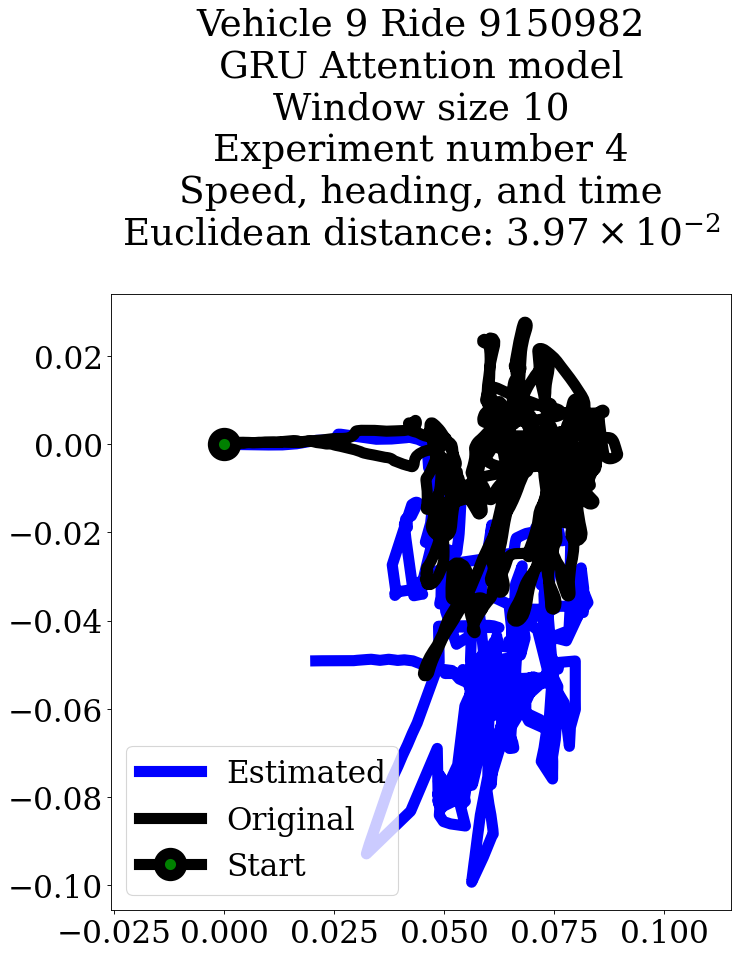 Vehicle 9 Ride 9150982
GRU Attention model
Window size 10
Experiment number 4
Speed, heading, and time
Euclidean distance: 3.97 × 10⁻²
0.02
0.00
−0.02
−0.04
−0.06
−0.08
−0.10
Estimated
Original
Start
−0.025 0.000 0.025 0.050 0.075 0.100